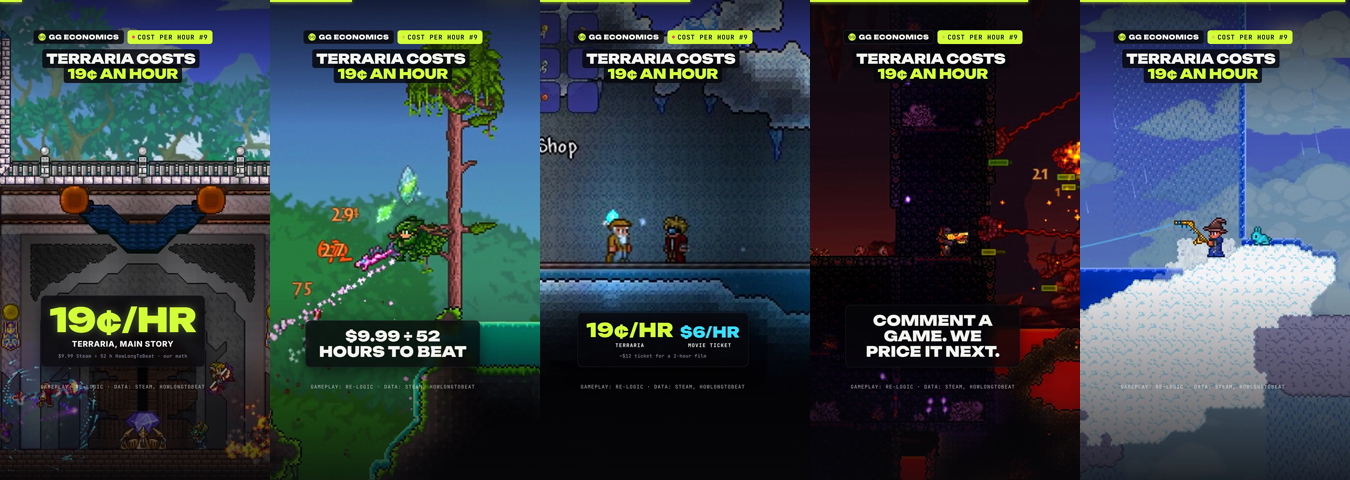 GG ECONOMICS
COST PER HOUR #9
TERRARIA COSTS
19¢ AN HOUR
19¢/HR
TERRARIA, MAIN STORY
$9.99 Steam ÷ 52 h HowLongToBeat · our math
GAMEPLAY: RE-LOGIC · DATA: STEAM, HOWLONGTOBEAT
GG ECONOMICS
COST PER HOUR #9
TERRARIA COSTS
19¢ AN HOUR
75
$9.99 ÷ 52
HOURS TO BEAT
GAMEPLAY: RE-LOGIC · DATA: STEAM, HOWLONGTOBEAT
GG ECONOMICS
COST PER HOUR #9
TERRARIA COSTS
19¢ AN HOUR
Shop
19¢/HR $6/HR
TERRARIA MOVIE TICKET
~$12 ticket for a 2-hour film
GAMEPLAY: RE-LOGIC · DATA: STEAM, HOWLONGTOBEAT
GG ECONOMICS
COST PER HOUR #9
TERRARIA COSTS
19¢ AN HOUR
21
COMMENT A
GAME. WE
PRICE IT NEXT.
GAMEPLAY: RE-LOGIC · DATA: STEAM, HOWLONGTOBEAT
GG ECONOMICS
COST PER HOUR #9
TERRARIA COSTS
19¢ AN HOUR
GAMEPLAY: RE-LOGIC · DATA: STEAM, HOWLONGTOBEAT